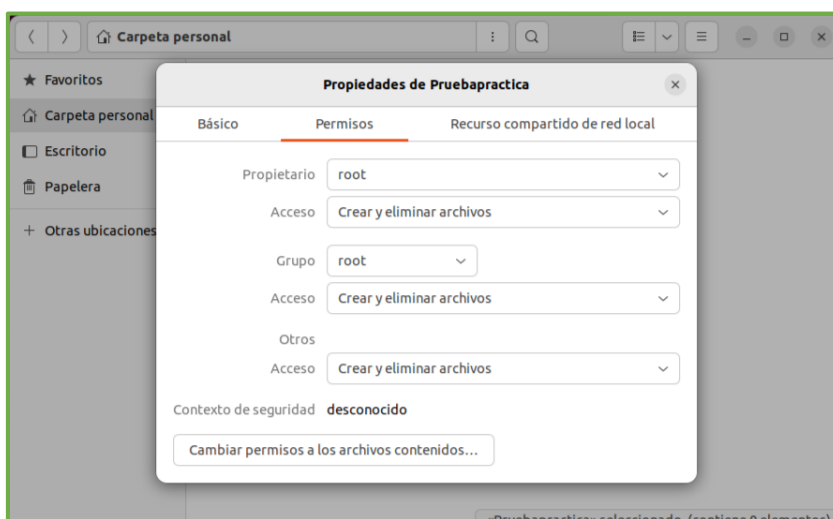 Carpeta personal
Favoritos
Carpeta personal
Escritorio
Papelera
+ Otras ubicaciones
Propiedades de Pruebapractica
Básico Permisos Recurso compartido de red local
Propietario root
Acceso Crear y eliminar archivos
Grupo root
Acceso Crear y eliminar archivos
Otros
Acceso Crear y eliminar archivos
Contexto de seguridad desconocido
Cambiar permisos a los archivos contenidos...